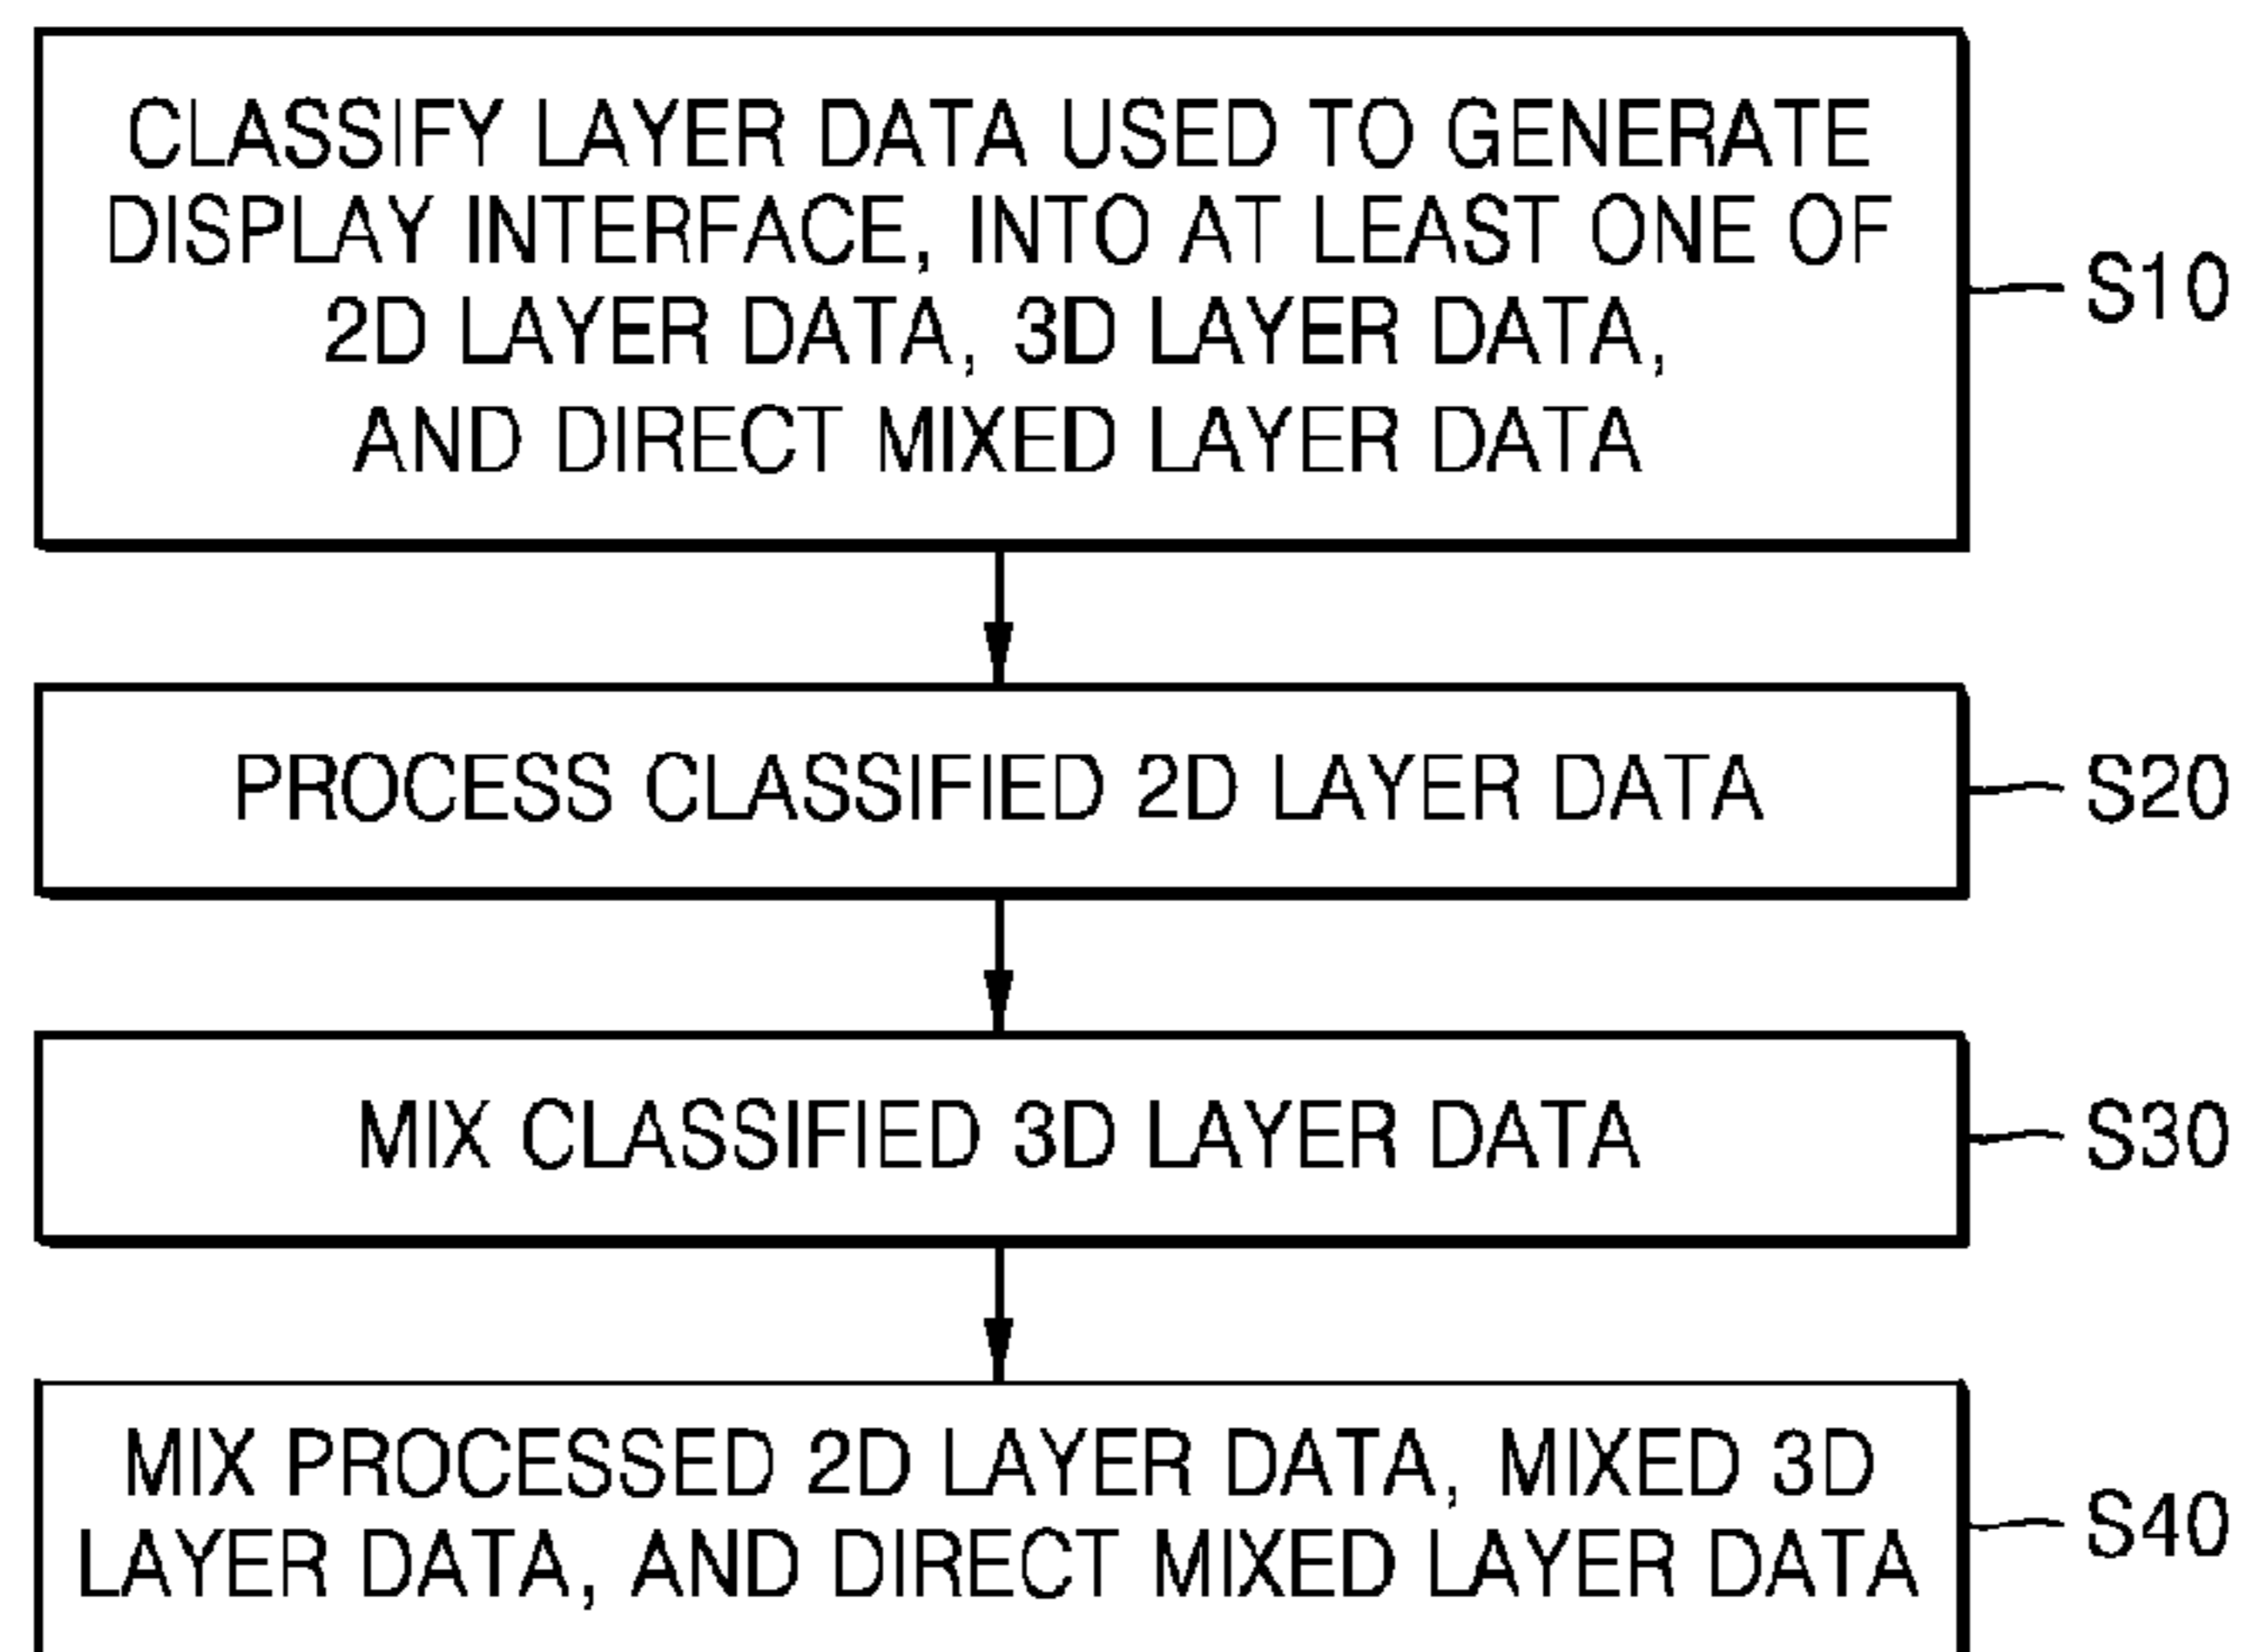 CLASSIFY LAYER DATA USED TO GENERATE
DISPLAY INTERFACE, INTO AT LEAST ONE OF
2D LAYER DATA, 3D LAYER DATA,
AND DIRECT MIXED LAYER DATA
S10
PROCESS CLASSIFIED 2D LAYER DATA
S20
MIX CLASSIFIED 3D LAYER DATA
S30
MIX PROCESSED 2D LAYER DATA, MIXED 3D
LAYER DATA, AND DIRECT MIXED LAYER DATA
S40